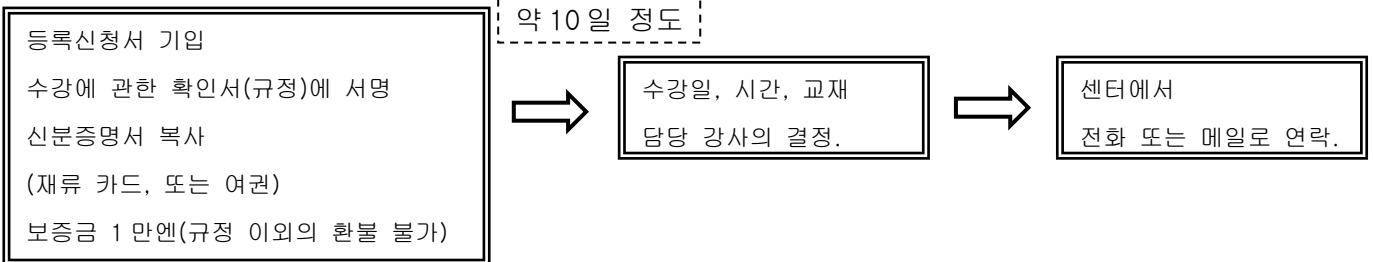 등록신청서 기입
수강에 관한 확인서(규정)에 서명
신분증명서 복사
(재류 카드, 또는 여권)
보증금 1만엔(규정 이외의 환불 불가)
약 10일 정도
수강일, 시간, 교재
담당 강사의 결정.
센터에서
전화 또는 메일로 연락.